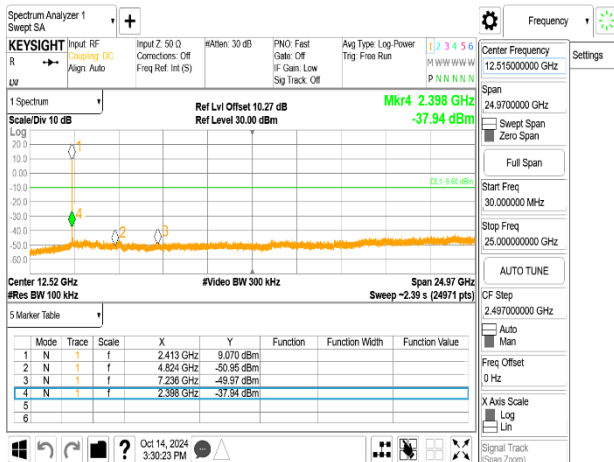 Spectrum Analyzer 1
Swept SA
Frequency
Settings
KEYSIGHT
R
Input: RF
Coupling: DC
Align: Auto
Input Z: 50 Ω
Corrections: Off
Freq Ref: Int (S)
#Atten: 30 dB
PNO: Fast
Gate: Off
IF Gain: Low
Sig Track: Off
Avg Type: Log-Power
Trig: Free Run
1 2 3 4 5 6
M W W W W W
P N N N N N
1 Spectrum
Scale/Div 10 dB
Ref Lvl Offset 10.27 dB
Ref Level 30.00 dBm
Mkr4 2.398 GHz
-37.94 dBm
Log
20.0
10.0
0.00
-10.0
-20.0
-30.0
-40.0
-50.0
-60.0
1
2
3
4
Center 12.52 GHz
#Res BW 100 kHz
#Video BW 300 kHz
Span 24.97 GHz
Sweep ~2.39 s (24971 pts)
5 Marker Table
Mode Trace Scale X Y Function Function Width Function Value
1 N 1 f 2.413 GHz 9.070 dBm
2 N 1 f 4.824 GHz -50.95 dBm
3 N 1 f 7.236 GHz -49.97 dBm
4 N 1 f 2.398 GHz -37.94 dBm
5
6
Oct 14, 2024
3:30:23 PM
Center Frequency
12.515000000 GHz
Span
24.9700000 GHz
Swept Span
Zero Span
Full Span
Start Freq
30.000000 MHz
Stop Freq
25.000000000 GHz
AUTO TUNE
CF Step
2.497000000 GHz
Auto
Man
Freq Offset
0 Hz
X Axis Scale
Log
Lin
Signal Track
(Span Zoom)